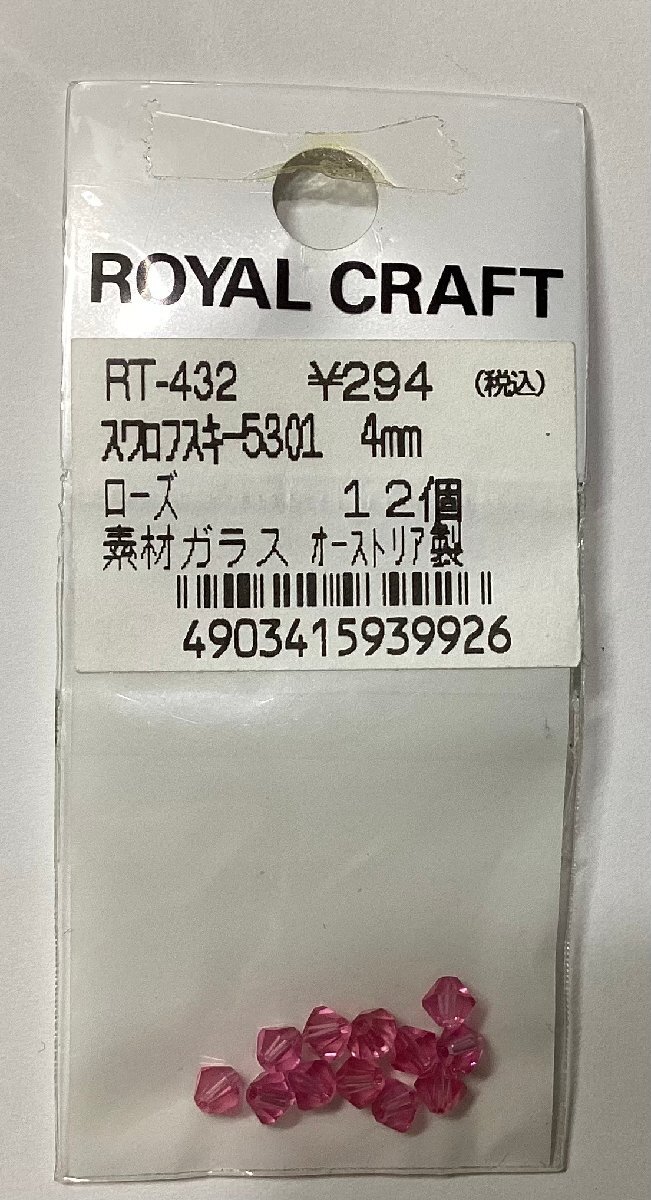 ROYAL CRAFT
RT-432 ¥294 (税込)
スワロフスキー5301 4mm
ローズ 12個
素材ガラス オーストリア製
4903415939926